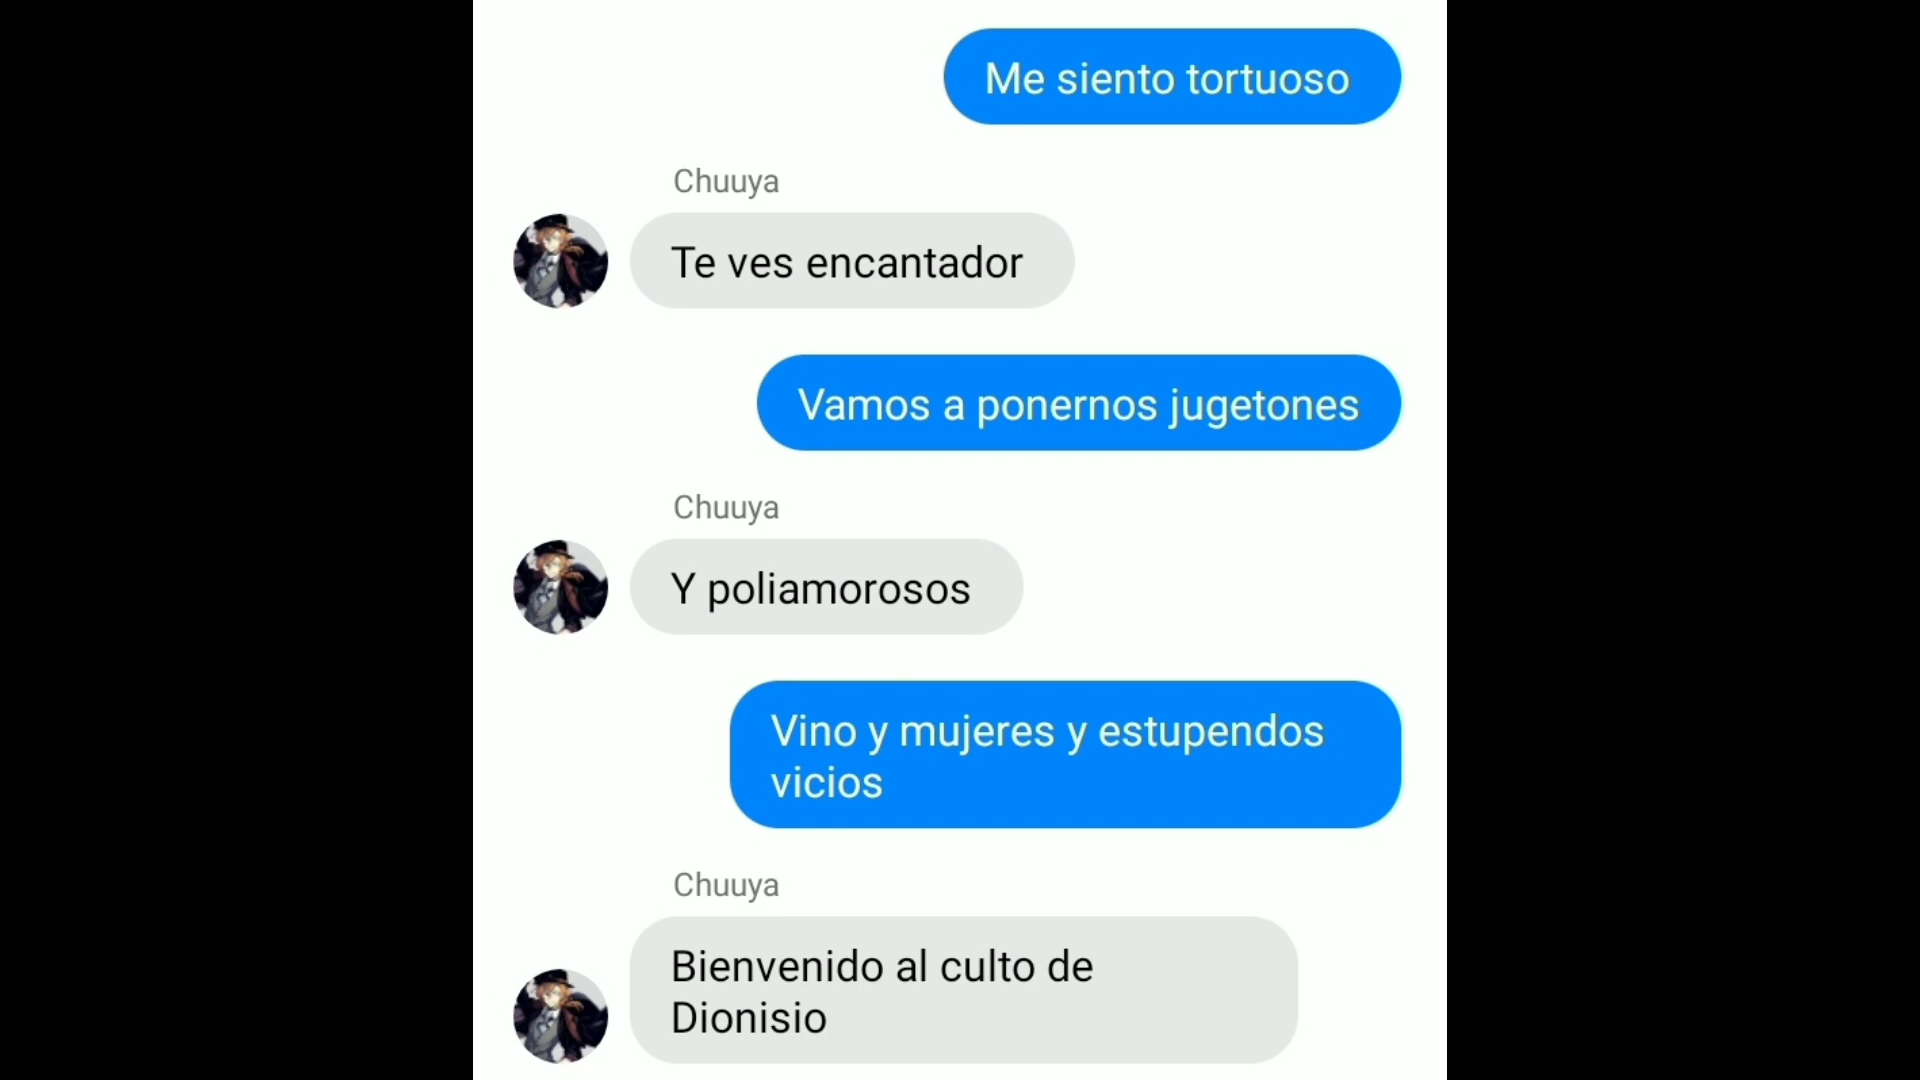 Me siento tortuoso
Chuuya
Te ves encantador
Vamos a ponernos jugetones
Chuuya
Y poliamorosos
Vino y mujeres y estupendos
vicios
Chuuya
Bienvenido al culto de
Dionisio